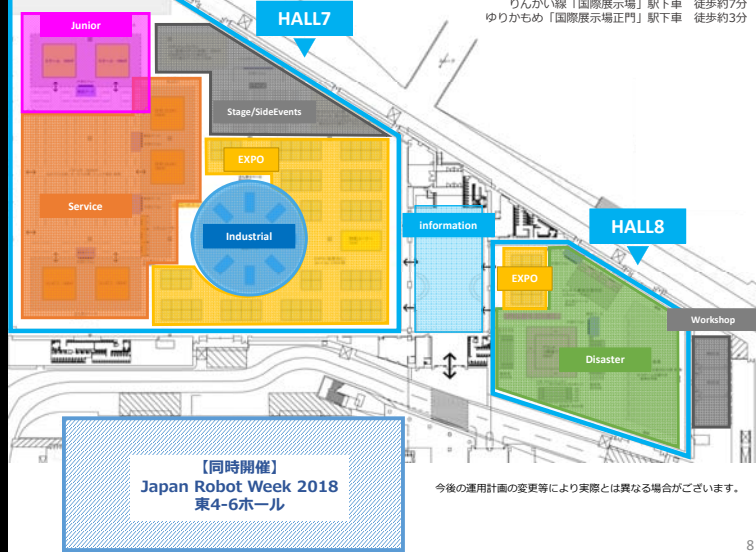 りんかい線「国際展示場」駅下車　徒歩約7分
ゆりかもめ「国際展示場正門」駅下車　徒歩約3分
HALL7
Junior
Stage/SideEvents
EXPO
Service
Industrial
information
HALL8
EXPO
Workshop
Disaster
【同時開催】
Japan Robot Week 2018
東4-6ホール
今後の運用計画の変更等により実際とは異なる場合がございます。
8